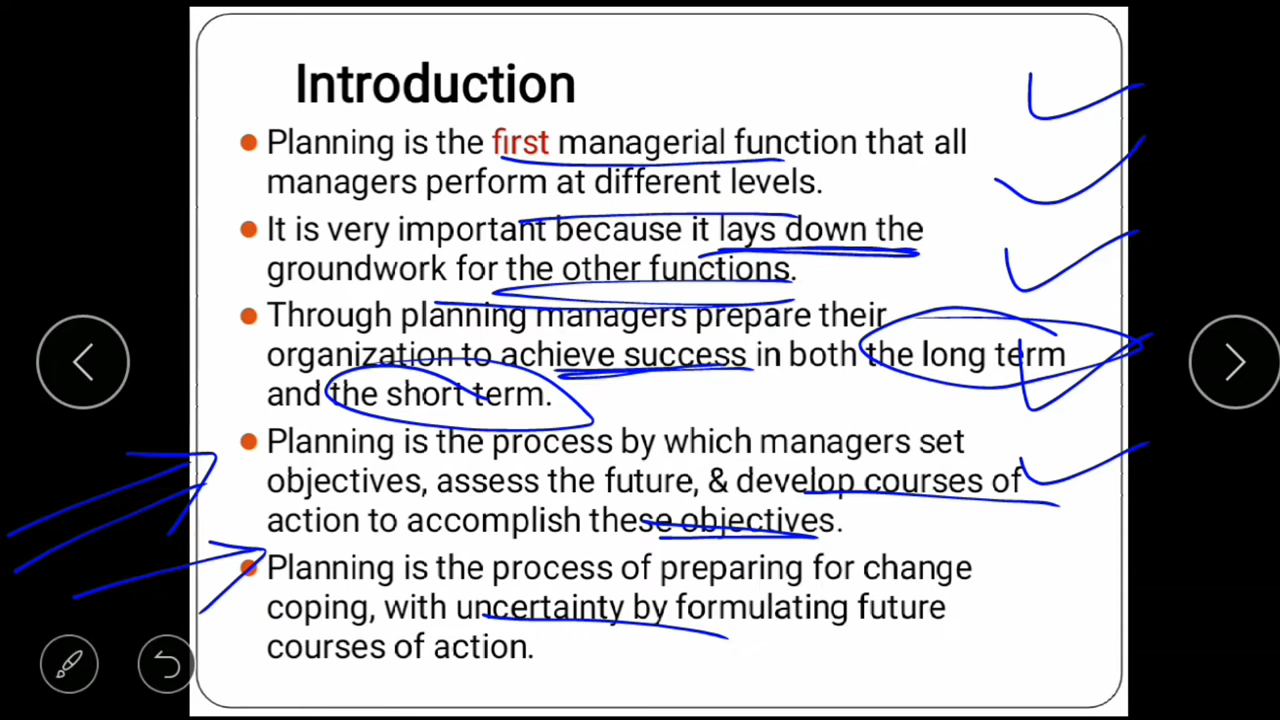 Introduction
Planning is the first managerial function that all
managers perform at different levels.
It is very important because it lays down the
groundwork for the other functions.
Through planning managers prepare their
organization to achieve success in both the long term
and the short term.
Planning is the process by which managers set
objectives, assess the future, & develop courses of
action to accomplish these objectives.
Planning is the process of preparing for change
coping, with uncertainty by formulating future
courses of action.